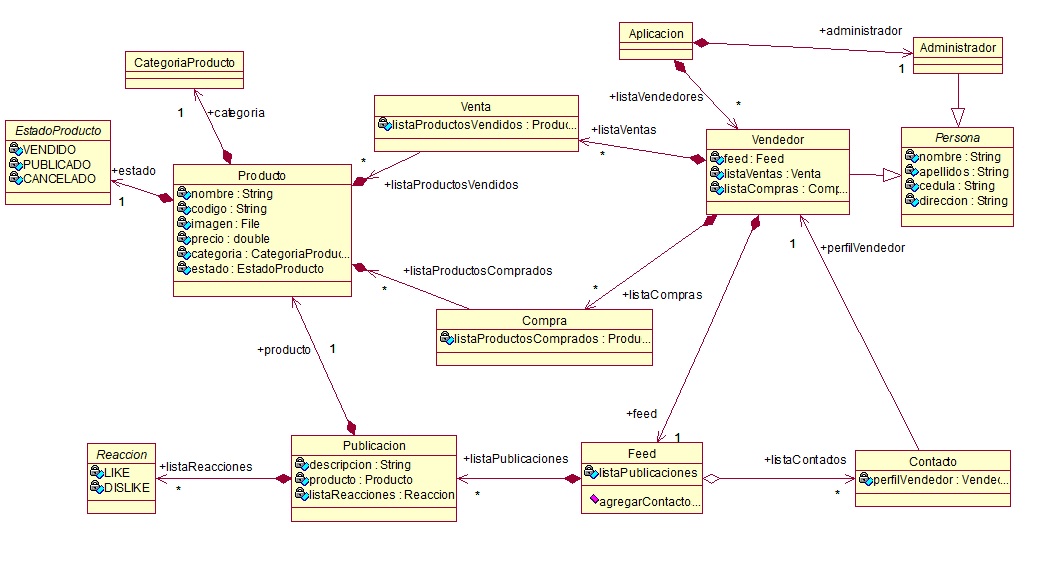 Aplicacion
+administrador
1
Administrador
CategoriaProducto
1
+categoria
+listaVendedores
*
Venta
listaProductosVendidos : Produc...
+listaVentas
*
EstadoProducto
VENDIDO
PUBLICADO
CANCELADO
+estado
1
Vendedor
feed : Feed
listaVentas : Venta
listaCompras : Comp...
Persona
nombre : String
apellidos : String
cedula : String
direccion : String
*
+listaProductosVendidos
Producto
nombre : String
codigo : String
imagen : File
precio : double
categoria : CategoriaProduc...
estado : EstadoProducto
1
+perfilVendedor
+listaProductosComprados
*
*
+listaCompras
Compra
listaProductosComprados : Produ...
+producto
1
+feed
1
Reaccion
LIKE
DISLIKE
+listaReacciones
*
Publicacion
descripcion : String
producto : Producto
listaReacciones : Reaccion
+listaPublicaciones
*
Feed
listaPublicaciones
agregarContacto...
+listaContados
*
Contacto
perfilVendedor : Vende...